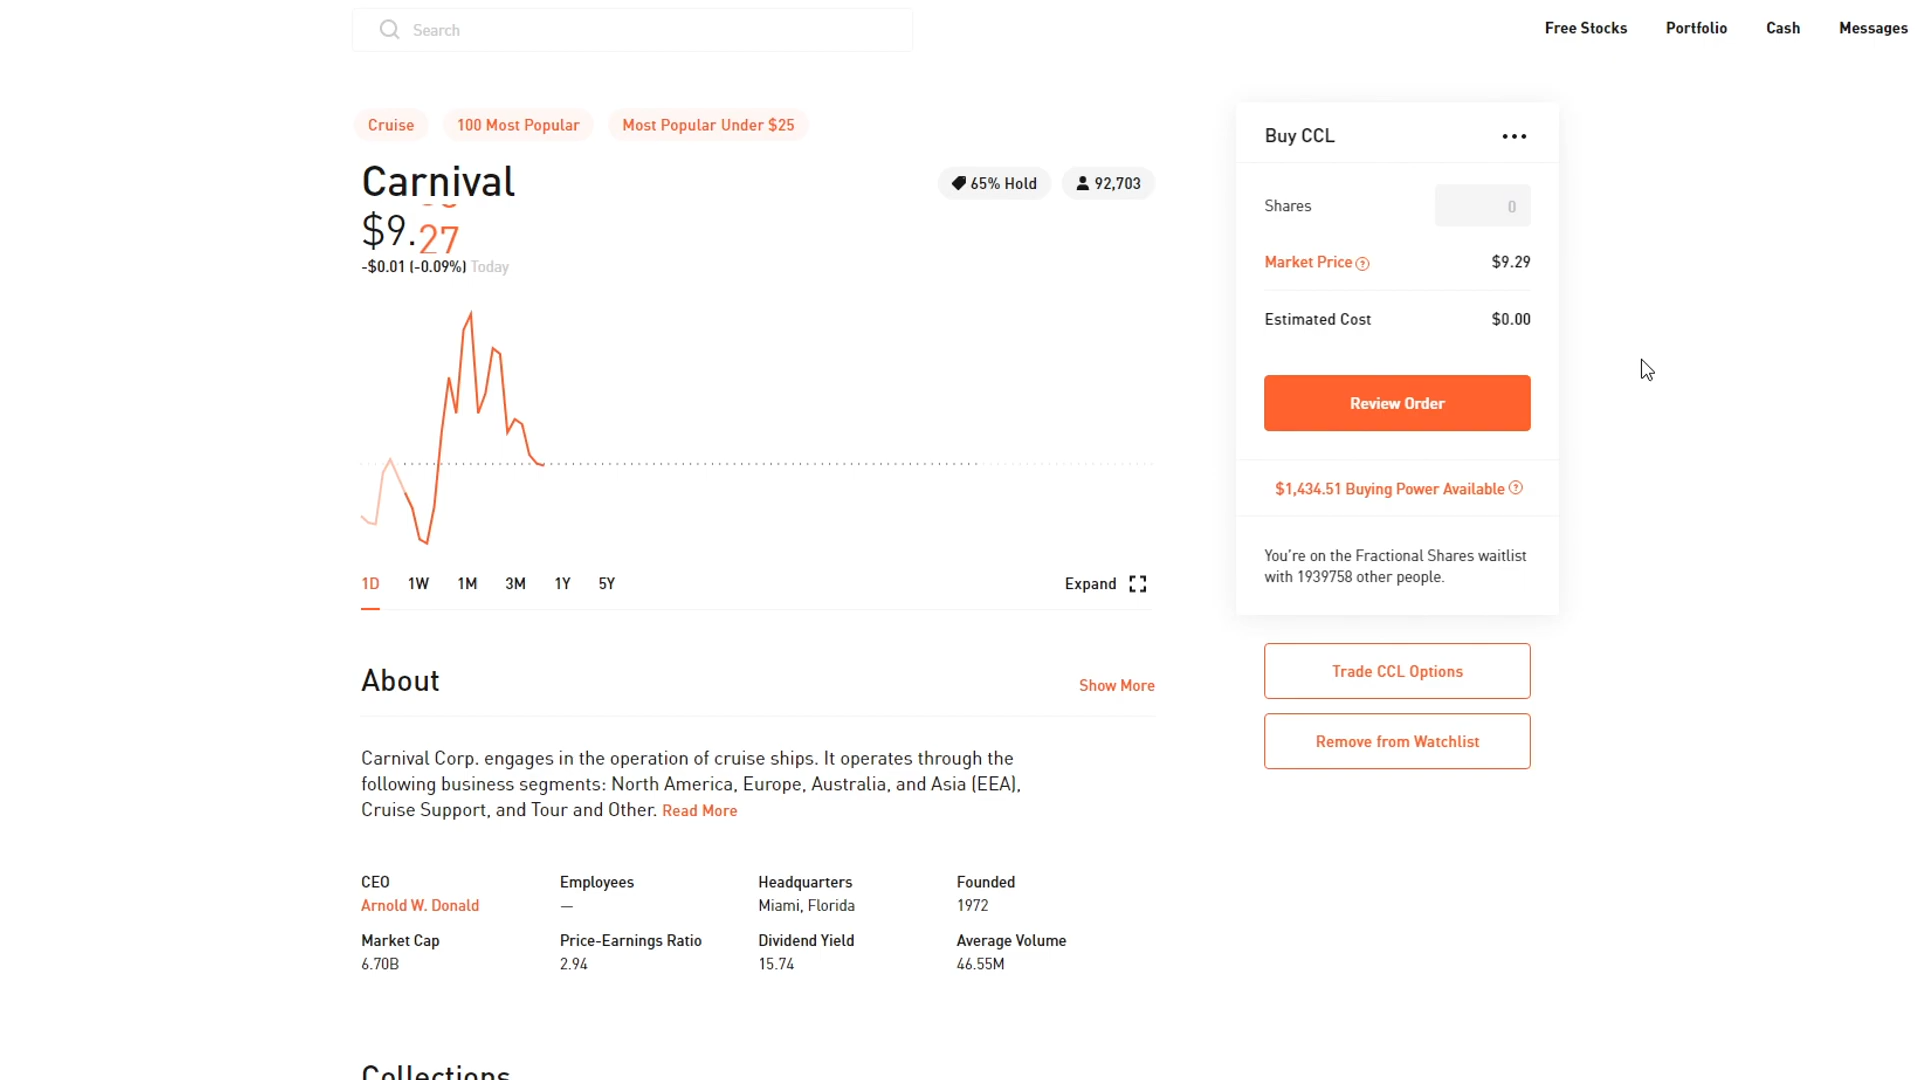 Search
Free Stocks Portfolio Cash Messages
Cruise 100 Most Popular Most Popular Under $25
Carnival
65% Hold 92,703
$9.27
-$0.01 (-0.09%) Today
1D 1W 1M 3M 1Y 5Y
Expand
About
Show More
Carnival Corp. engages in the operation of cruise ships. It operates through the
following business segments: North America, Europe, Australia, and Asia (EEA),
Cruise Support, and Tour and Other. Read More
CEO Employees Headquarters Founded
Arnold W. Donald — Miami, Florida 1972
Market Cap Price-Earnings Ratio Dividend Yield Average Volume
6.70B 2.94 15.74 46.55M
Collections
Buy CCL
Shares 0
Market Price $9.29
Estimated Cost $0.00
Review Order
$1,434.51 Buying Power Available
You're on the Fractional Shares waitlist
with 1939758 other people.
Trade CCL Options
Remove from Watchlist